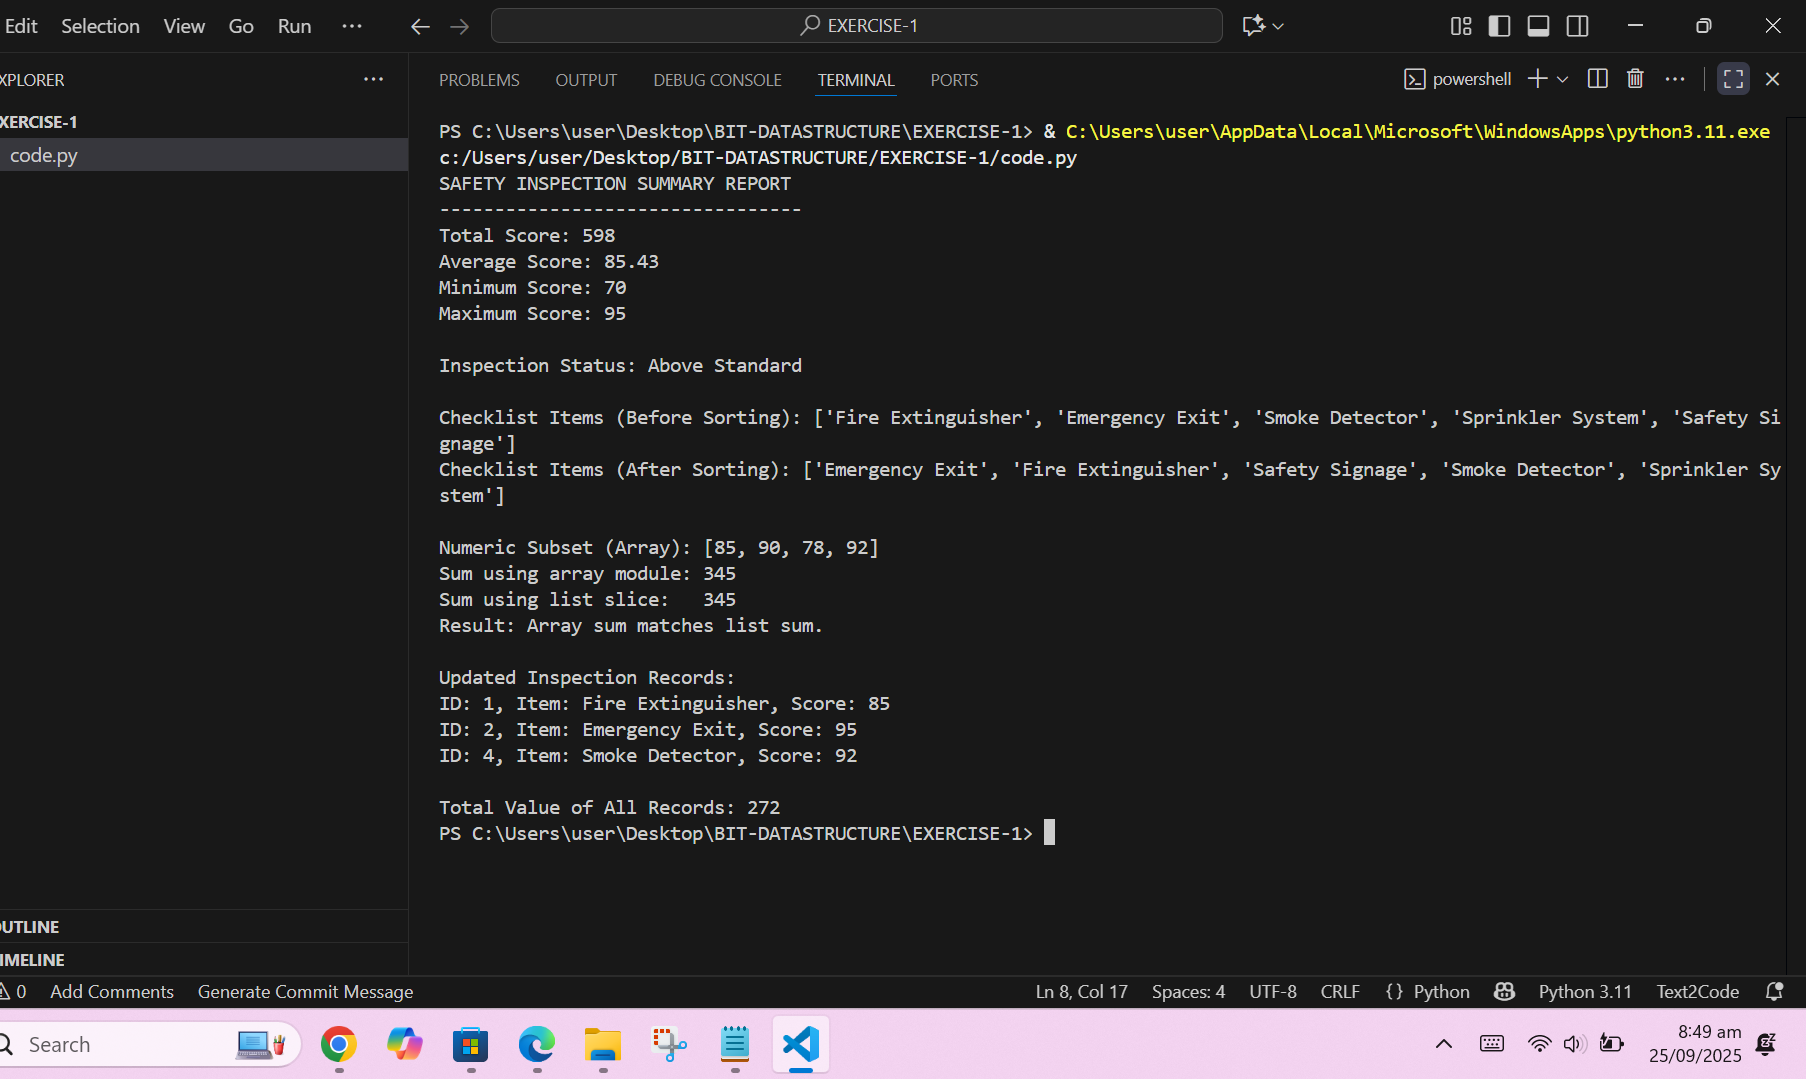 Edit Selection View Go Run ...
EXERCISE-1
XPLORER
XERCISE-1
code.py
OUTLINE
IMELINE
PROBLEMS OUTPUT DEBUG CONSOLE TERMINAL PORTS
powershell
PS C:\Users\user\Desktop\BIT-DATASTRUCTURE\EXERCISE-1> & C:\Users\user\AppData\Local\Microsoft\WindowsApps\python3.11.exe
c:/Users/user/Desktop/BIT-DATASTRUCTURE/EXERCISE-1/code.py
SAFETY INSPECTION SUMMARY REPORT
---------------------------------
Total Score: 598
Average Score: 85.43
Minimum Score: 70
Maximum Score: 95
Inspection Status: Above Standard
Checklist Items (Before Sorting): ['Fire Extinguisher', 'Emergency Exit', 'Smoke Detector', 'Sprinkler System', 'Safety Si
gnage']
Checklist Items (After Sorting): ['Emergency Exit', 'Fire Extinguisher', 'Safety Signage', 'Smoke Detector', 'Sprinkler Sy
stem']
Numeric Subset (Array): [85, 90, 78, 92]
Sum using array module: 345
Sum using list slice:   345
Result: Array sum matches list sum.
Updated Inspection Records:
ID: 1, Item: Fire Extinguisher, Score: 85
ID: 2, Item: Emergency Exit, Score: 95
ID: 4, Item: Smoke Detector, Score: 92
Total Value of All Records: 272
PS C:\Users\user\Desktop\BIT-DATASTRUCTURE\EXERCISE-1>
0 Add Comments Generate Commit Message Ln 8, Col 17 Spaces: 4 UTF-8 CRLF {} Python Python 3.11 Text2Code
Search
8:49 am
25/09/2025